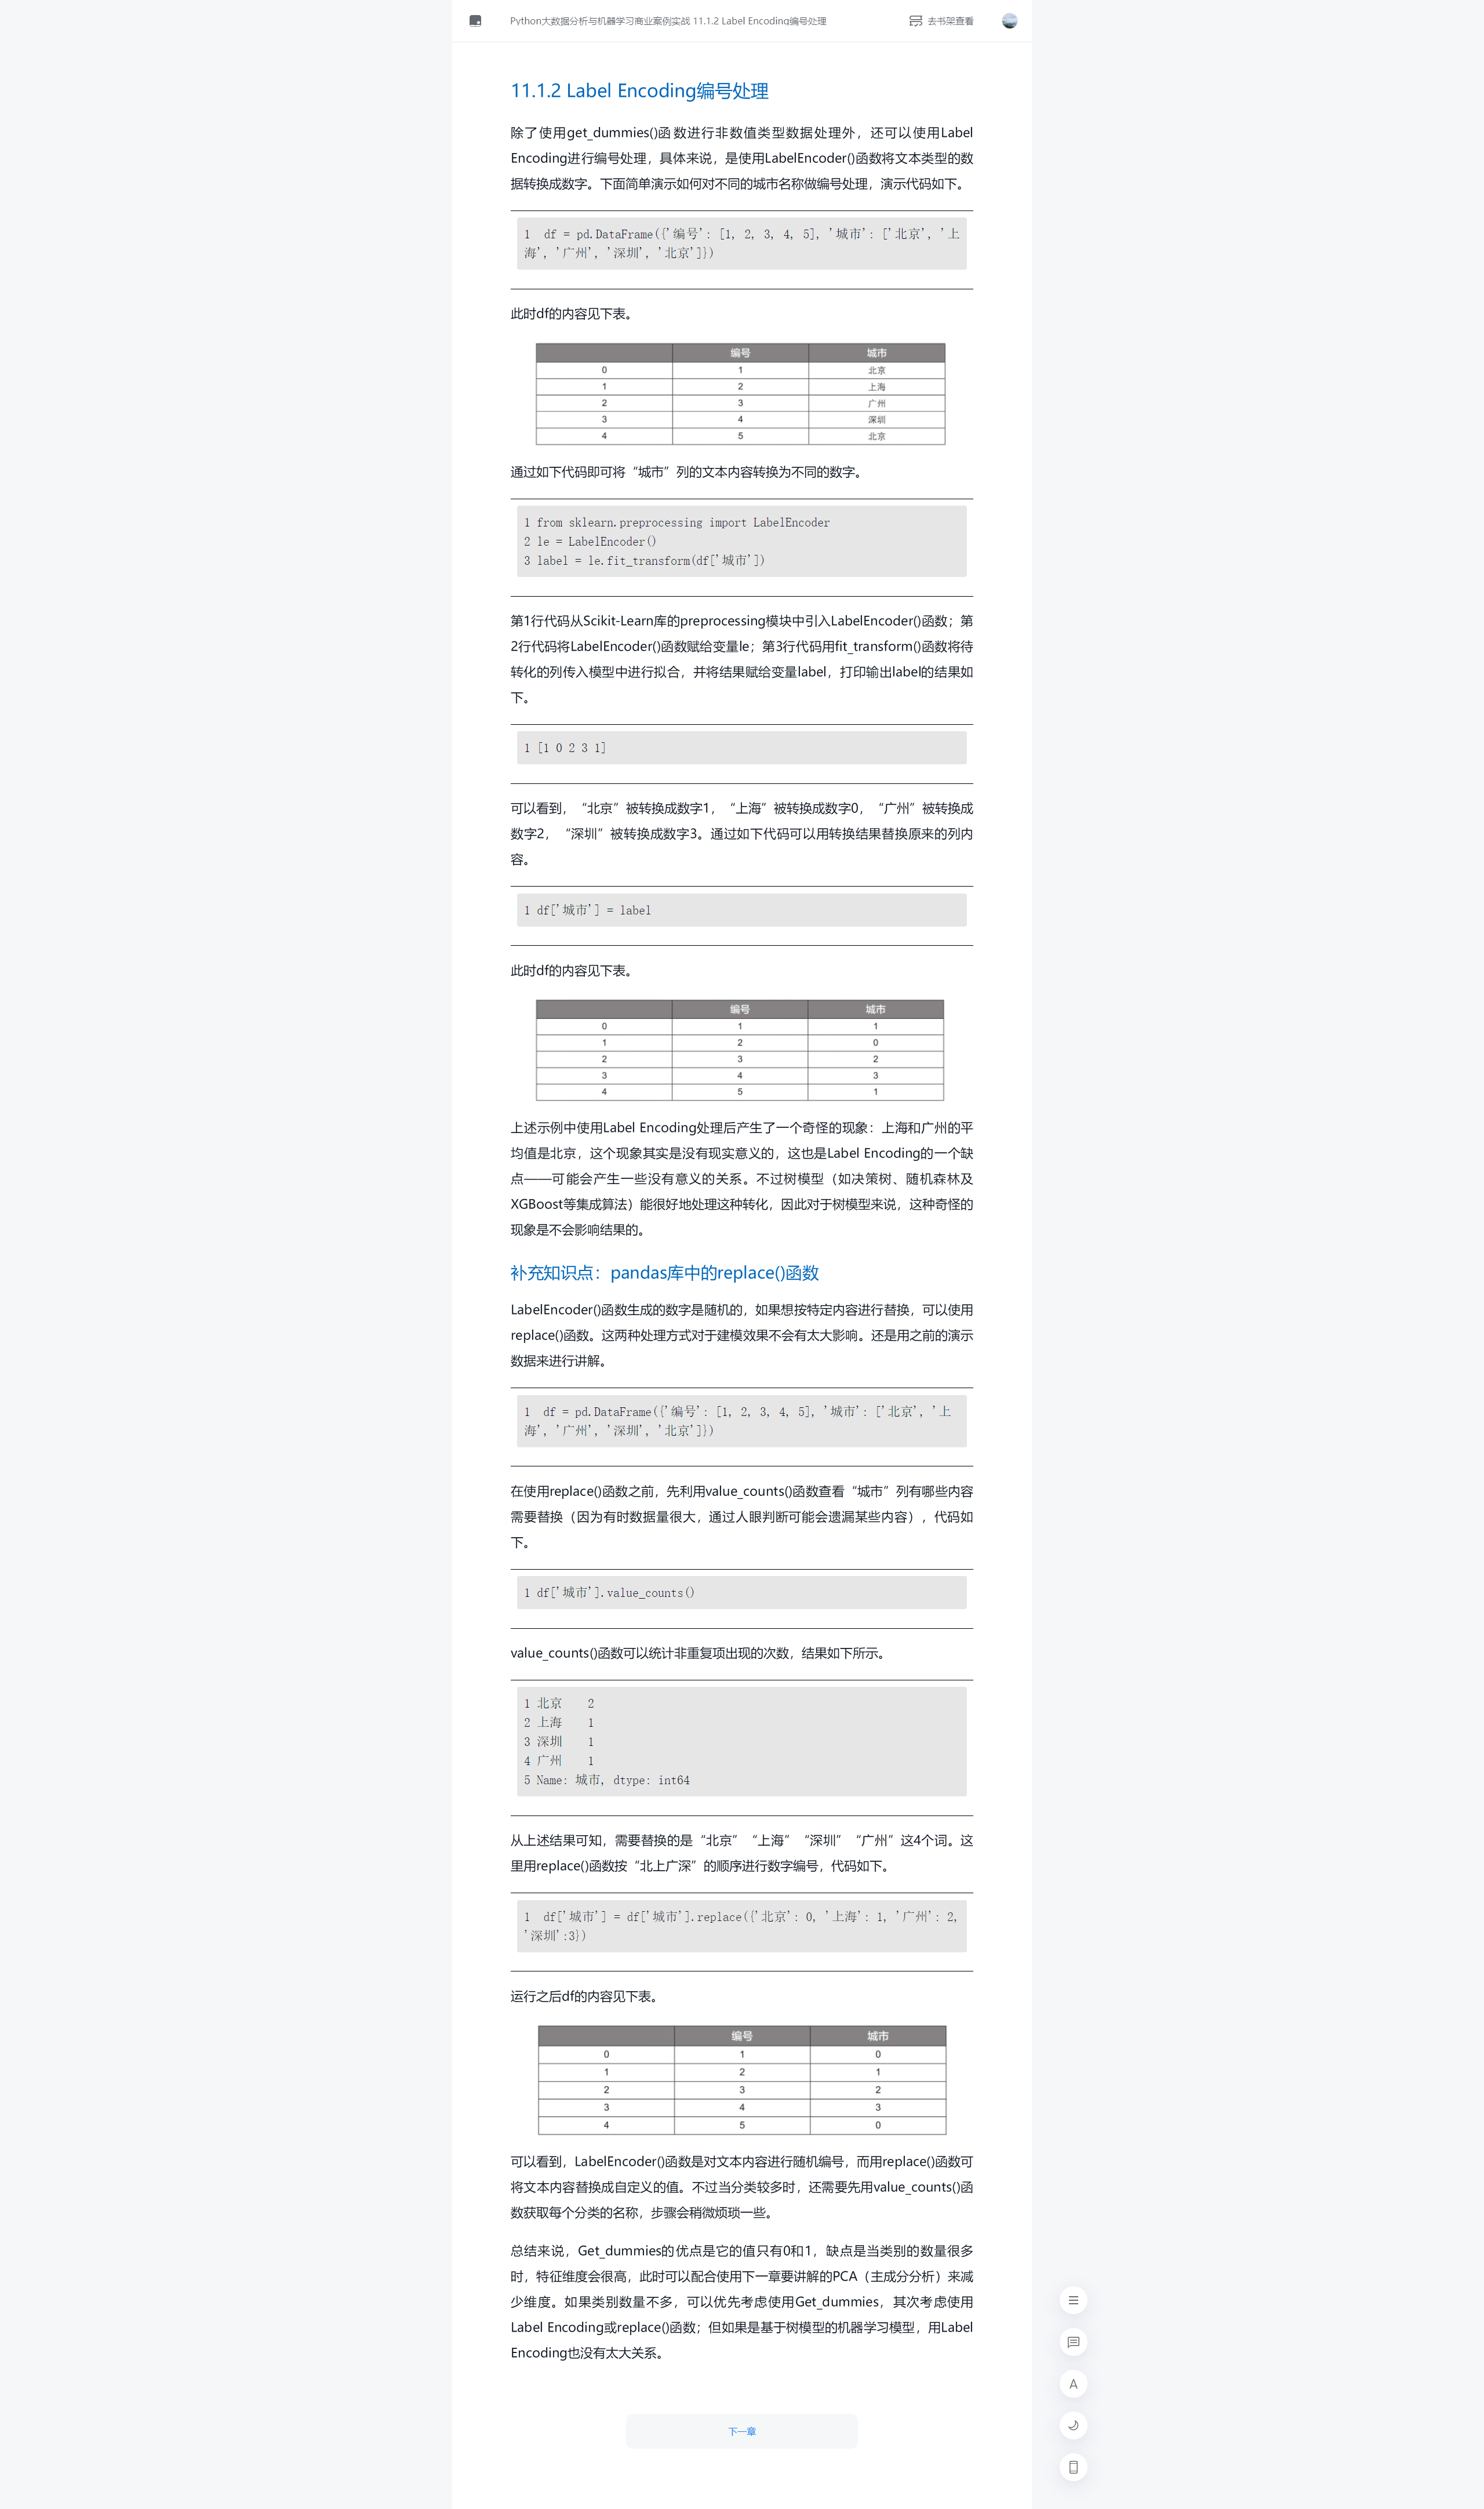 Python大数据分析与机器学习商业案例实战 11.1.2 Label Encoding编号处理
去书架查看
11.1.2 Label Encoding编号处理
除了使用get_dummies()函数进行非数值类型数据处理外，还可以使用Label
Encoding进行编号处理，具体来说，是使用LabelEncoder()函数将文本类型的数
据转换成数字。下面简单演示如何对不同的城市名称做编号处理，演示代码如下。
1  df = pd.DataFrame({'编号': [1, 2, 3, 4, 5], '城市': ['北京', '上
海', '广州', '深圳', '北京']})
此时df的内容见下表。
编号 城市
0 1 北京
1 2 上海
2 3 广州
3 4 深圳
4 5 北京
通过如下代码即可将“城市”列的文本内容转换为不同的数字。
1 from sklearn.preprocessing import LabelEncoder
2 le = LabelEncoder()
3 label = le.fit_transform(df['城市'])
第1行代码从Scikit-Learn库的preprocessing模块中引入LabelEncoder()函数；第
2行代码将LabelEncoder()函数赋给变量le；第3行代码用fit_transform()函数将待
转化的列传入模型中进行拟合，并将结果赋给变量label，打印输出label的结果如
下。
1 [1 0 2 3 1]
可以看到，“北京”被转换成数字1，“上海”被转换成数字0，“广州”被转换成
数字2，“深圳”被转换成数字3。通过如下代码可以用转换结果替换原来的列内
容。
1 df['城市'] = label
此时df的内容见下表。
编号 城市
0 1 1
1 2 0
2 3 2
3 4 3
4 5 1
上述示例中使用Label Encoding处理后产生了一个奇怪的现象：上海和广州的平
均值是北京，这个现象其实是没有现实意义的，这也是Label Encoding的一个缺
点——可能会产生一些没有意义的关系。不过树模型（如决策树、随机森林及
XGBoost等集成算法）能很好地处理这种转化，因此对于树模型来说，这种奇怪的
现象是不会影响结果的。
补充知识点：pandas库中的replace()函数
LabelEncoder()函数生成的数字是随机的，如果想按特定内容进行替换，可以使用
replace()函数。这两种处理方式对于建模效果不会有太大影响。还是用之前的演示
数据来进行讲解。
1  df = pd.DataFrame({'编号': [1, 2, 3, 4, 5], '城市': ['北京', '上
海', '广州', '深圳', '北京']})
在使用replace()函数之前，先利用value_counts()函数查看“城市”列有哪些内容
需要替换（因为有时数据量很大，通过人眼判断可能会遗漏某些内容），代码如
下。
1 df['城市'].value_counts()
value_counts()函数可以统计非重复项出现的次数，结果如下所示。
1 北京    2
2 上海    1
3 深圳    1
4 广州    1
5 Name: 城市, dtype: int64
从上述结果可知，需要替换的是“北京”“上海”“深圳”“广州”这4个词。这
里用replace()函数按“北上广深”的顺序进行数字编号，代码如下。
1  df['城市'] = df['城市'].replace({'北京': 0, '上海': 1, '广州': 2,
'深圳':3})
运行之后df的内容见下表。
编号 城市
0 1 0
1 2 1
2 3 2
3 4 3
4 5 0
可以看到，LabelEncoder()函数是对文本内容进行随机编号，而用replace()函数可
将文本内容替换成自定义的值。不过当分类较多时，还需要先用value_counts()函
数获取每个分类的名称，步骤会稍微烦琐一些。
总结来说，Get_dummies的优点是它的值只有0和1，缺点是当类别的数量很多
时，特征维度会很高，此时可以配合使用下一章要讲解的PCA（主成分分析）来减
少维度。如果类别数量不多，可以优先考虑使用Get_dummies，其次考虑使用
Label Encoding或replace()函数；但如果是基于树模型的机器学习模型，用Label
Encoding也没有太大关系。
下一章
A